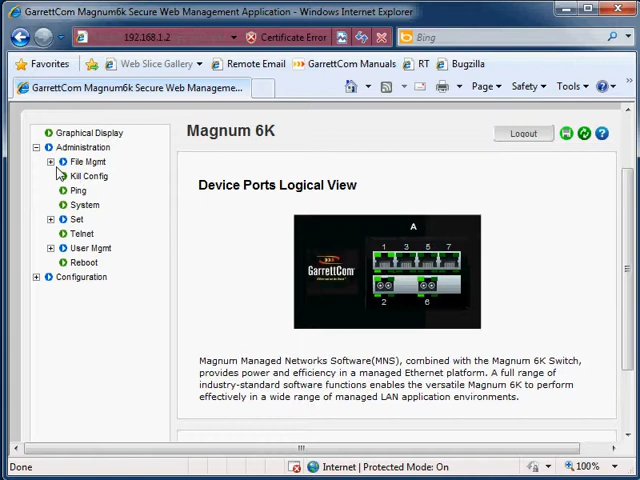 GarrettCom Magnum6k Secure Web Management Application - Windows Internet Explorer
192.168.1.2 Certificate Error Bing
Favorites Web Slice Gallery Remote Email GarrettCom Manuals RT Bugzilla
GarrettCom Magnum6k Secure Web Manageme... Page Safety Tools
Graphical Display
Administration
File Mgmt
Kill Config
Ping
System
Set
Telnet
User Mgmt
Reboot
Configuration
Magnum 6K
Logout
Device Ports Logical View
A
1 3 5 7
GarrettCom
2 6
Magnum Managed Networks Software(MNS), combined with the Magnum 6K Switch,
provides power and efficiency in a managed Ethernet platform. A full range of
industry-standard software functions enables the versatile Magnum 6K to perform
effectively in a wide range of managed LAN application environments.
Done Internet | Protected Mode: On 100%